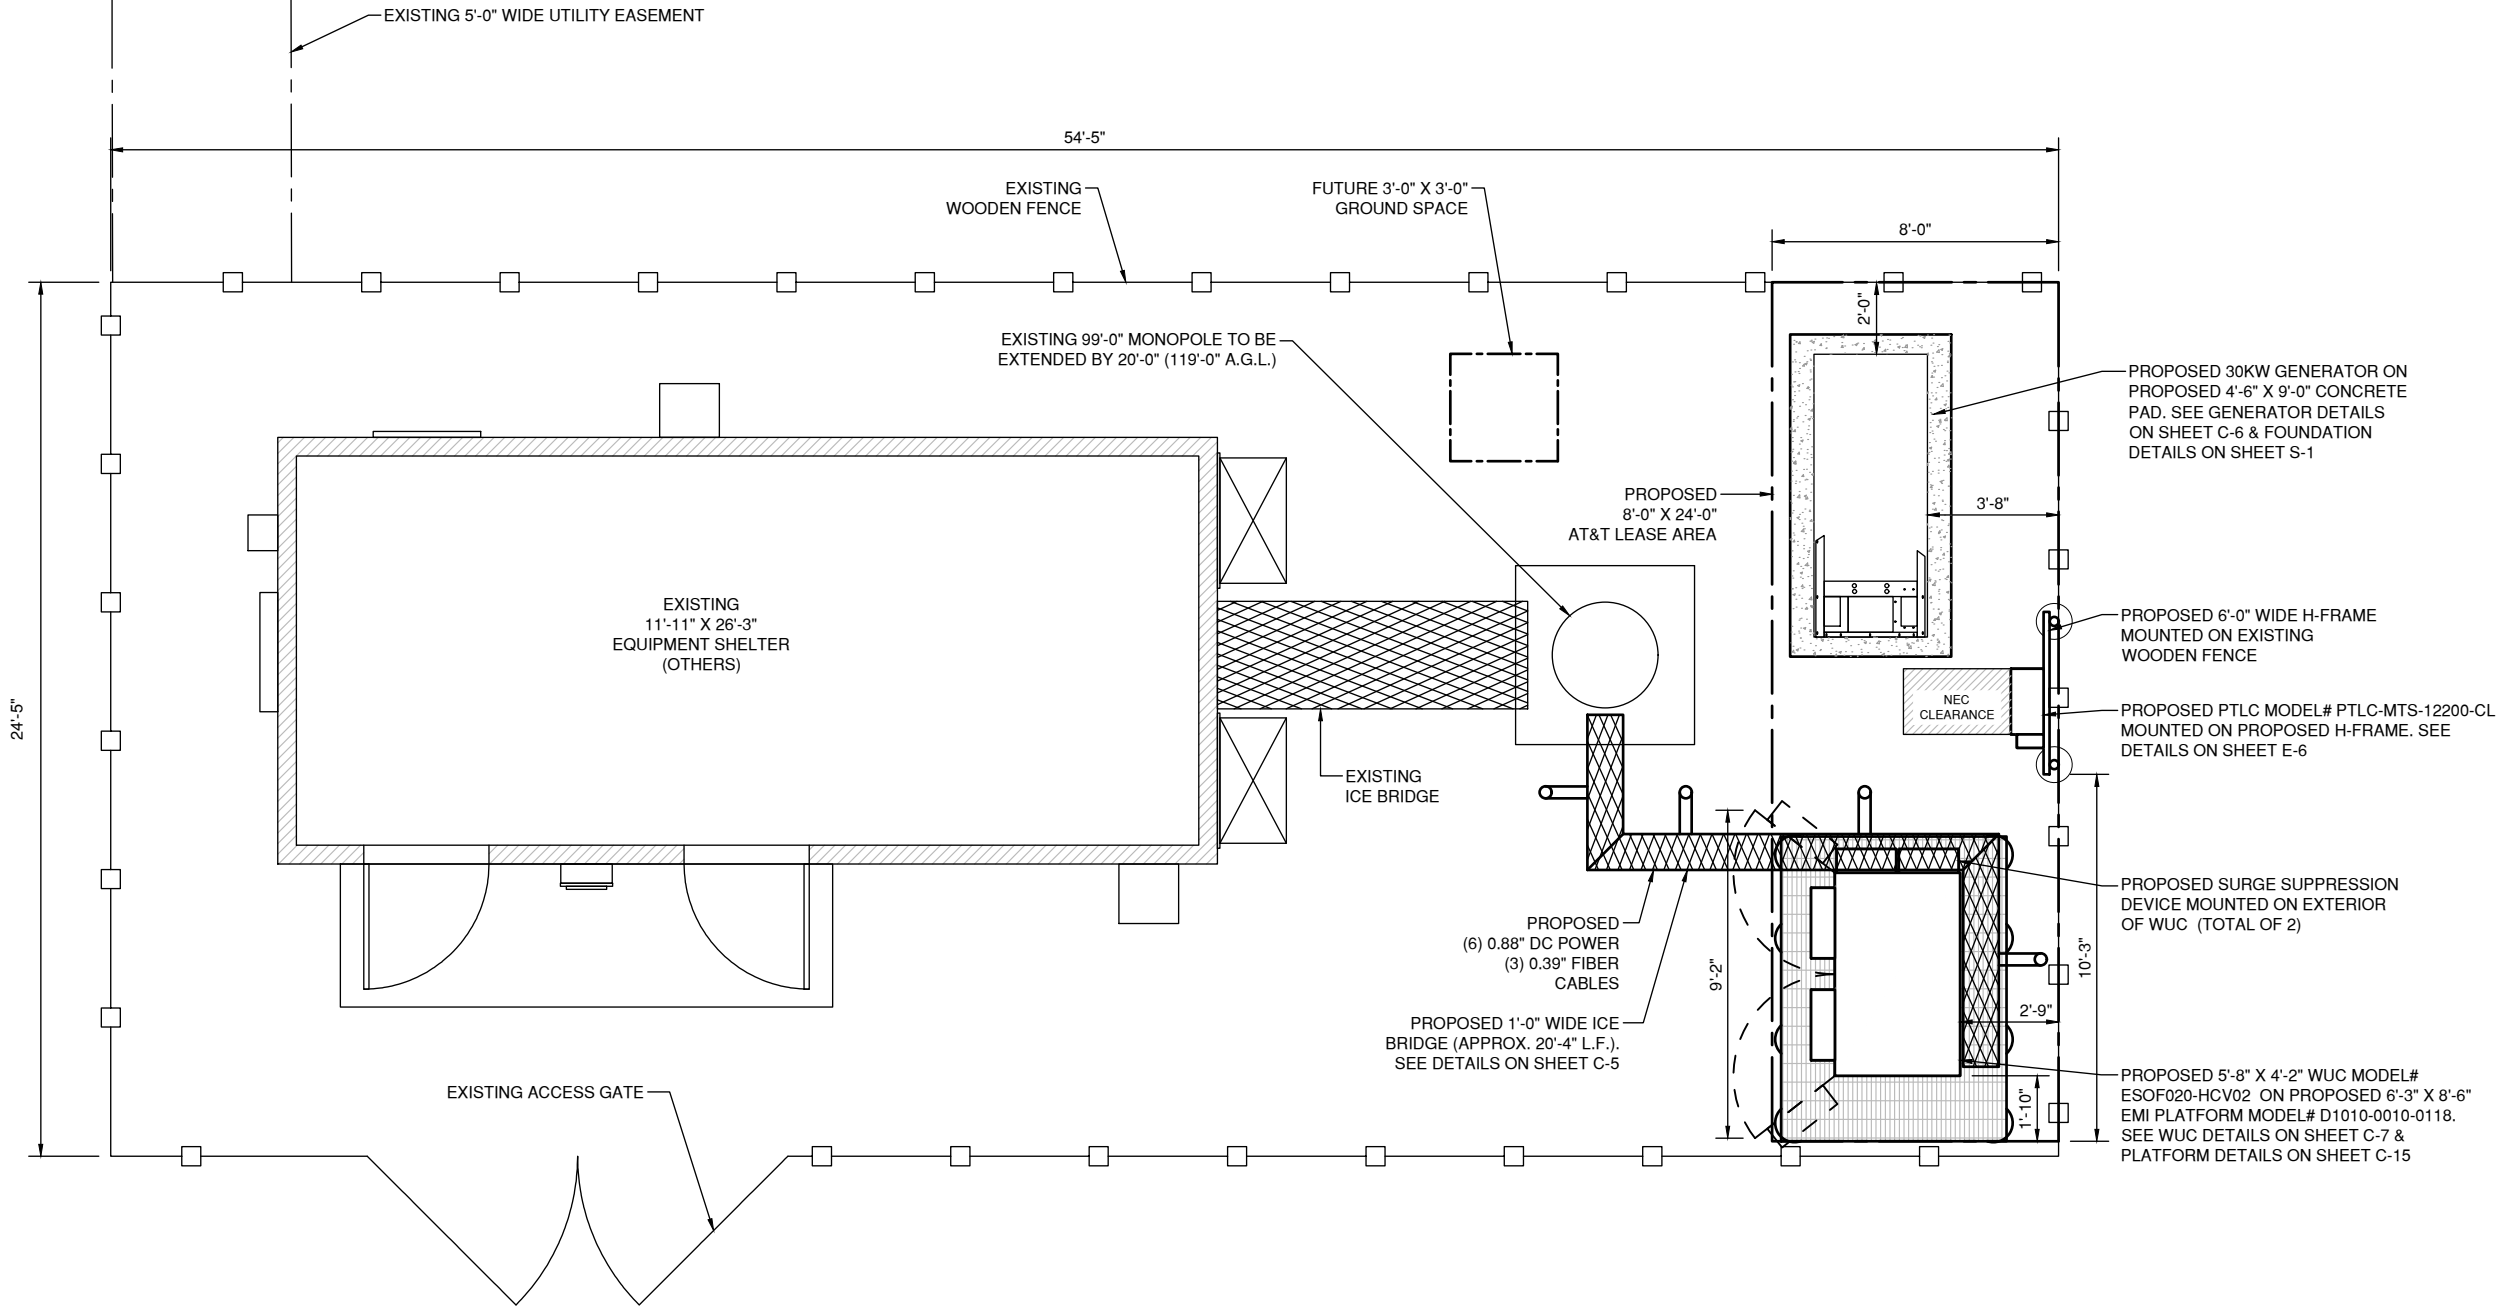 EXISTING 5'-0" WIDE UTILITY EASEMENT
54'-5"
EXISTING
WOODEN FENCE
FUTURE 3'-0" X 3'-0"
GROUND SPACE
8'-0"
2'-0"
EXISTING 99'-0" MONOPOLE TO BE
EXTENDED BY 20'-0" (119'-0" A.G.L.)
PROPOSED 30KW GENERATOR ON
PROPOSED 4'-6" X 9'-0" CONCRETE
PAD. SEE GENERATOR DETAILS
ON SHEET C-6 & FOUNDATION
DETAILS ON SHEET S-1
PROPOSED
8'-0" X 24'-0"
AT&T LEASE AREA
3'-8"
EXISTING
11'-11" X 26'-3"
EQUIPMENT SHELTER
(OTHERS)
PROPOSED 6'-0" WIDE H-FRAME
MOUNTED ON EXISTING
WOODEN FENCE
24'-5"
NEC
CLEARANCE
PROPOSED PTLC MODEL# PTLC-MTS-12200-CL
MOUNTED ON PROPOSED H-FRAME. SEE
DETAILS ON SHEET E-6
EXISTING
ICE BRIDGE
PROPOSED SURGE SUPPRESSION
DEVICE MOUNTED ON EXTERIOR
OF WUC (TOTAL OF 2)
PROPOSED
(6) 0.88" DC POWER
(3) 0.39" FIBER
CABLES
9'-2"
10'-3"
2'-9"
PROPOSED 1'-0" WIDE ICE
BRIDGE (APPROX. 20'-4" L.F.).
SEE DETAILS ON SHEET C-5
EXISTING ACCESS GATE
1'-10"
PROPOSED 5'-8" X 4'-2" WUC MODEL#
ESOF020-HCV02 ON PROPOSED 6'-3" X 8'-6"
EMI PLATFORM MODEL# D1010-0010-0118.
SEE WUC DETAILS ON SHEET C-7 &
PLATFORM DETAILS ON SHEET C-15